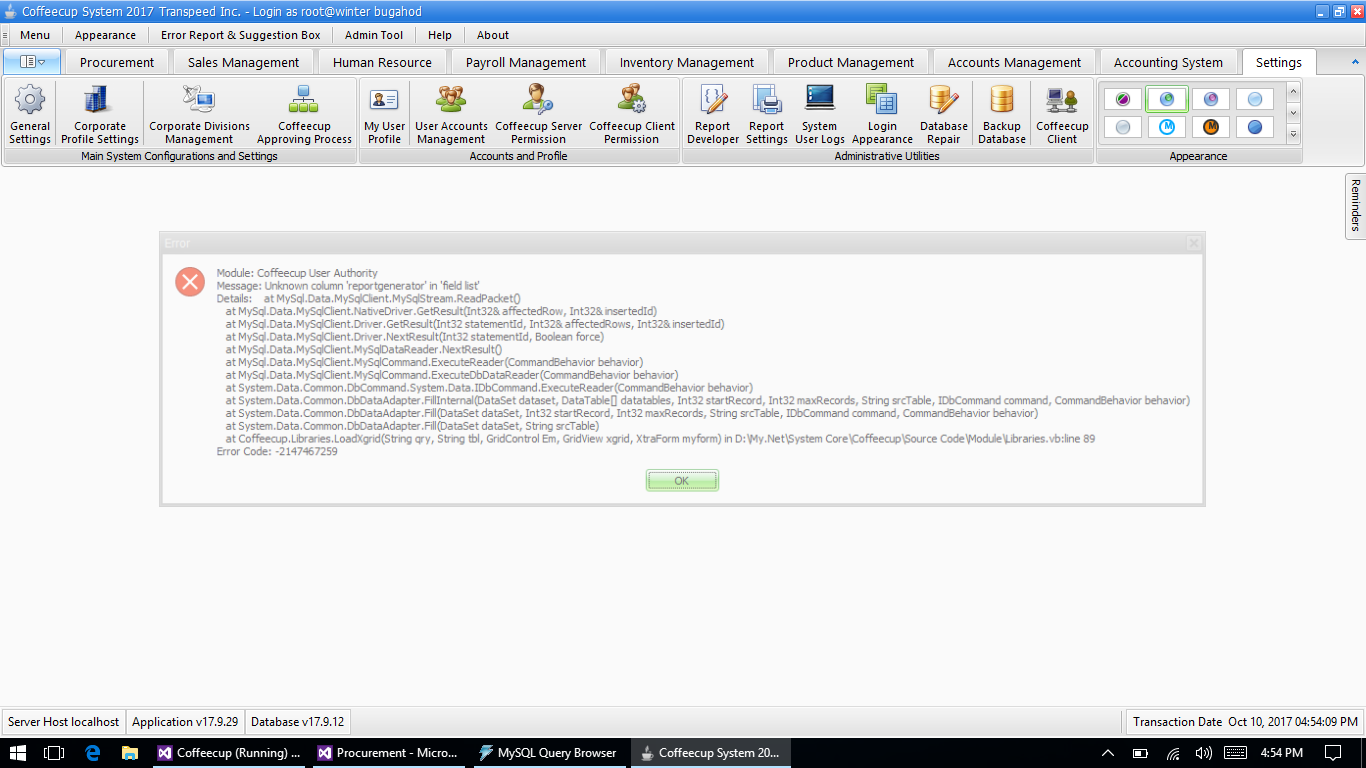 Coffeecup System 2017 Transpeed Inc. - Login as root@winter bugahod
Menu Appearance Error Report & Suggestion Box Admin Tool Help About
Procurement Sales Management Human Resource Payroll Management Inventory Management Product Management Accounts Management Accounting System Settings
General Settings
Corporate Profile Settings
Corporate Divisions Management
Coffeecup Approving Process
My User Profile
User Accounts Management
Coffeecup Server Permission
Coffeecup Client Permission
Report Developer
Report Settings
System User Logs
Login Appearance
Database Repair
Backup Database
Coffeecup Client
M M
Main System Configurations and Settings Accounts and Profile Administrative Utilities Appearance
Reminders
Error
Module: Coffeecup User Authority
Message: Unknown column 'reportgenerator' in 'field list'
Details: at MySql.Data.MySqlClient.MySqlStream.ReadPacket()
at MySql.Data.MySqlClient.NativeDriver.GetResult(Int32& affectedRow, Int32& insertedId)
at MySql.Data.MySqlClient.Driver.GetResult(Int32 statementId, Int32& affectedRows, Int32& insertedId)
at MySql.Data.MySqlClient.Driver.NextResult(Int32 statementId, Boolean force)
at MySql.Data.MySqlClient.MySqlDataReader.NextResult()
at MySql.Data.MySqlClient.MySqlCommand.ExecuteReader(CommandBehavior behavior)
at MySql.Data.MySqlClient.MySqlCommand.ExecuteDbDataReader(CommandBehavior behavior)
at System.Data.Common.DbCommand.System.Data.IDbCommand.ExecuteReader(CommandBehavior behavior)
at System.Data.Common.DbDataAdapter.FillInternal(DataSet dataset, DataTable[] datatables, Int32 startRecord, Int32 maxRecords, String srcTable, IDbCommand command, CommandBehavior behavior)
at System.Data.Common.DbDataAdapter.Fill(DataSet dataSet, Int32 startRecord, Int32 maxRecords, String srcTable, IDbCommand command, CommandBehavior behavior)
at System.Data.Common.DbDataAdapter.Fill(DataSet dataSet, String srcTable)
at Coffeecup.Libraries.LoadXgrid(String qry, String tbl, GridControl Em, GridView xgrid, XtraForm myform) in D:\My.Net\System Core\Coffeecup\Source Code\Module\Libraries.vb:line 89
Error Code: -2147467259
OK
Server Host localhost Application v17.9.29 Database v17.9.12 Transaction Date Oct 10, 2017 04:54:09 PM
Coffeecup (Running) ... Procurement - Micro... MySQL Query Browser Coffeecup System 20... 4:54 PM